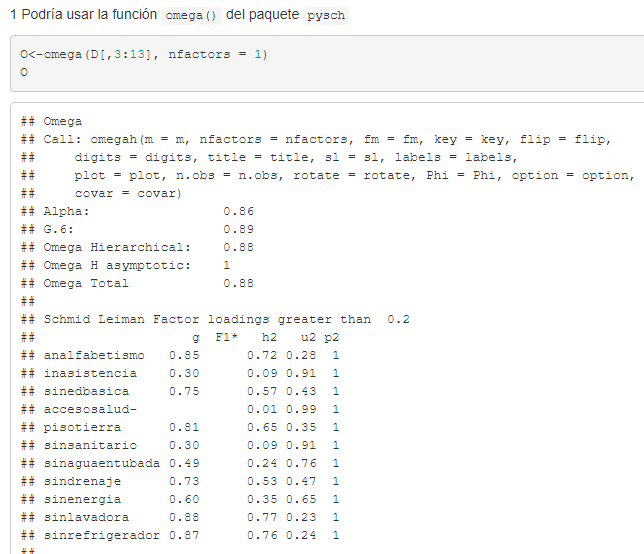 1 Podría usar la función omega() del paquete pysch
O<-omega(D[,3:13], nfactors = 1)
O
## Omega
## Call: omegah(m = m, nfactors = nfactors, fm = fm, key = key, flip = flip,
##     digits = digits, title = title, sl = sl, labels = labels,
##     plot = plot, n.obs = n.obs, rotate = rotate, Phi = Phi, option = option,
##     covar = covar)
## Alpha:                 0.86
## G.6:                   0.89
## Omega Hierarchical:    0.88
## Omega H asymptotic:    1
## Omega Total            0.88
##
## Schmid Leiman Factor loadings greater than  0.2
##                    g  F1*   h2   u2 p2
## analfabetismo   0.85      0.72 0.28  1
## inasistencia    0.30      0.09 0.91  1
## sinedbasica     0.75      0.57 0.43  1
## accesosalud-              0.01 0.99  1
## pisotierra      0.81      0.65 0.35  1
## sinsanitario    0.30      0.09 0.91  1
## sinaguaentubada 0.49      0.24 0.76  1
## sindrenaje      0.73      0.53 0.47  1
## sinenergia      0.60      0.35 0.65  1
## sinlavadora     0.88      0.77 0.23  1
## sinrefrigerador 0.87      0.76 0.24  1
##